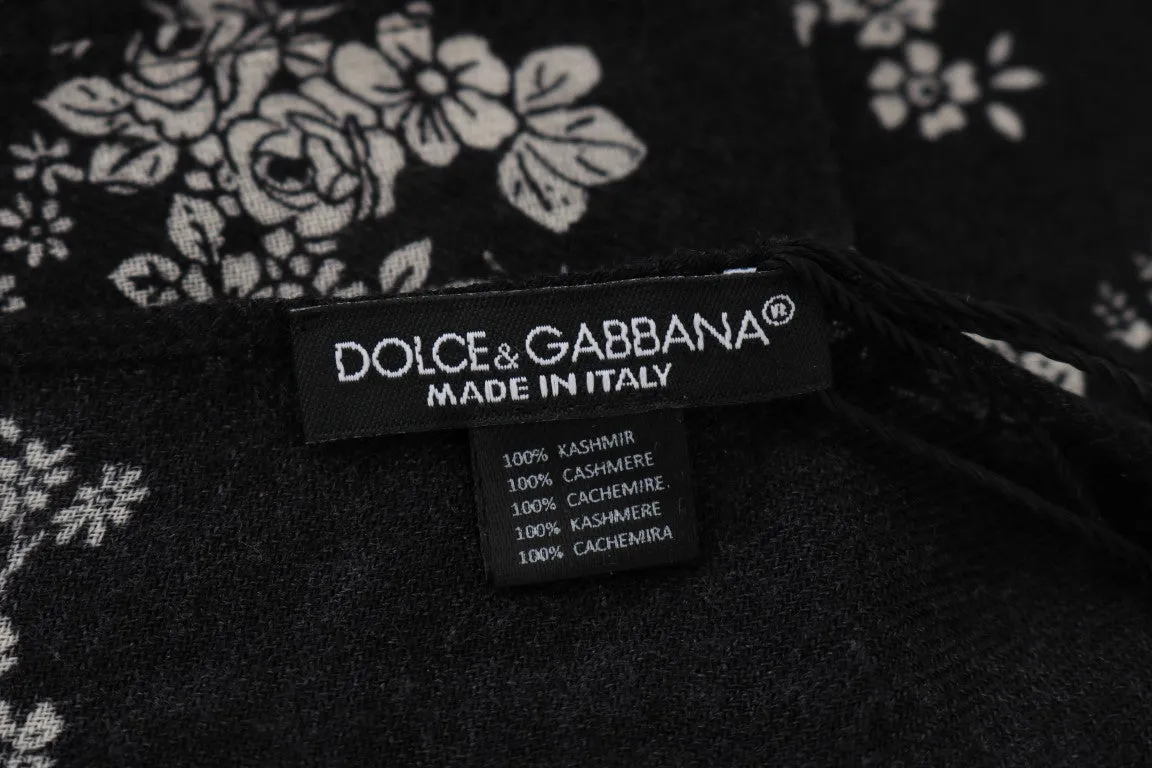 DOLCE & GABBANA®
MADE IN ITALY
100% KASHMIR
100% CASHMERE
100% CACHEMIRE
100% KASHMERE
100% CACHEMIRA